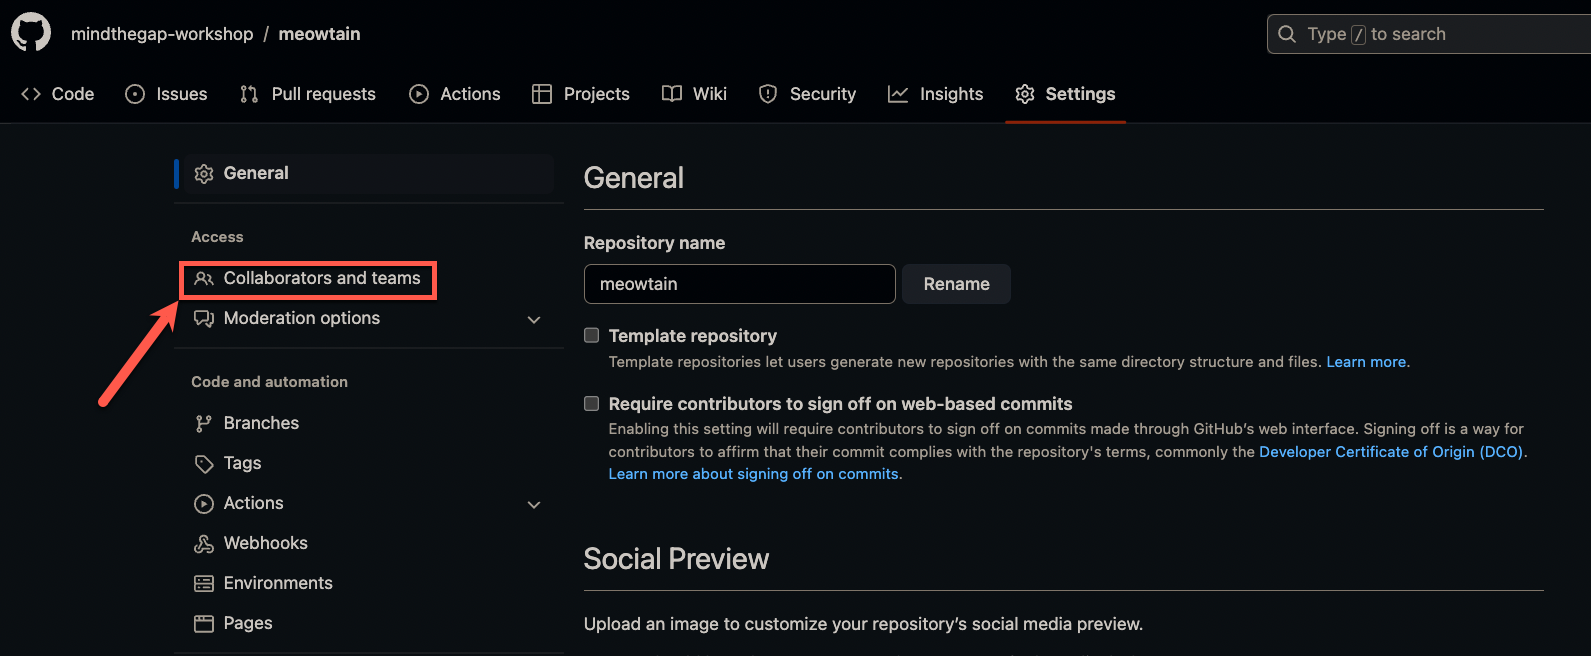 mindthegap-workshop / meowtain
Type / to search
Code Issues Pull requests Actions Projects Wiki Security Insights Settings
General
Access
Collaborators and teams
Moderation options
Code and automation
Branches
Tags
Actions
Webhooks
Environments
Pages
General
Repository name
meowtain Rename
Template repository
Template repositories let users generate new repositories with the same directory structure and files. Learn more.
Require contributors to sign off on web-based commits
Enabling this setting will require contributors to sign off on commits made through GitHub’s web interface. Signing off is a way for
contributors to affirm that their commit complies with the repository's terms, commonly the Developer Certificate of Origin (DCO).
Learn more about signing off on commits.
Social Preview
Upload an image to customize your repository’s social media preview.